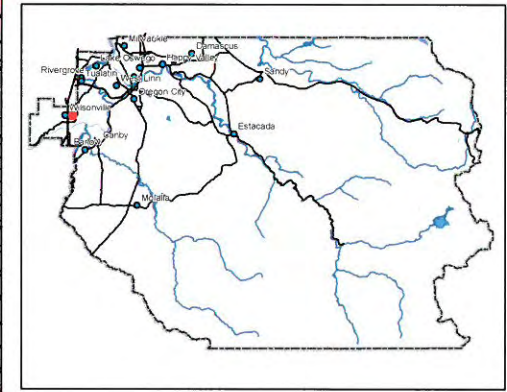 Milwaukie
Damascus
Lake Oswego
Happy Valley
Rivergrove
Tualatin
Sandy
West Linn
Oregon City
Wilsonville
Estacada
Canby
Barlow
Molalla